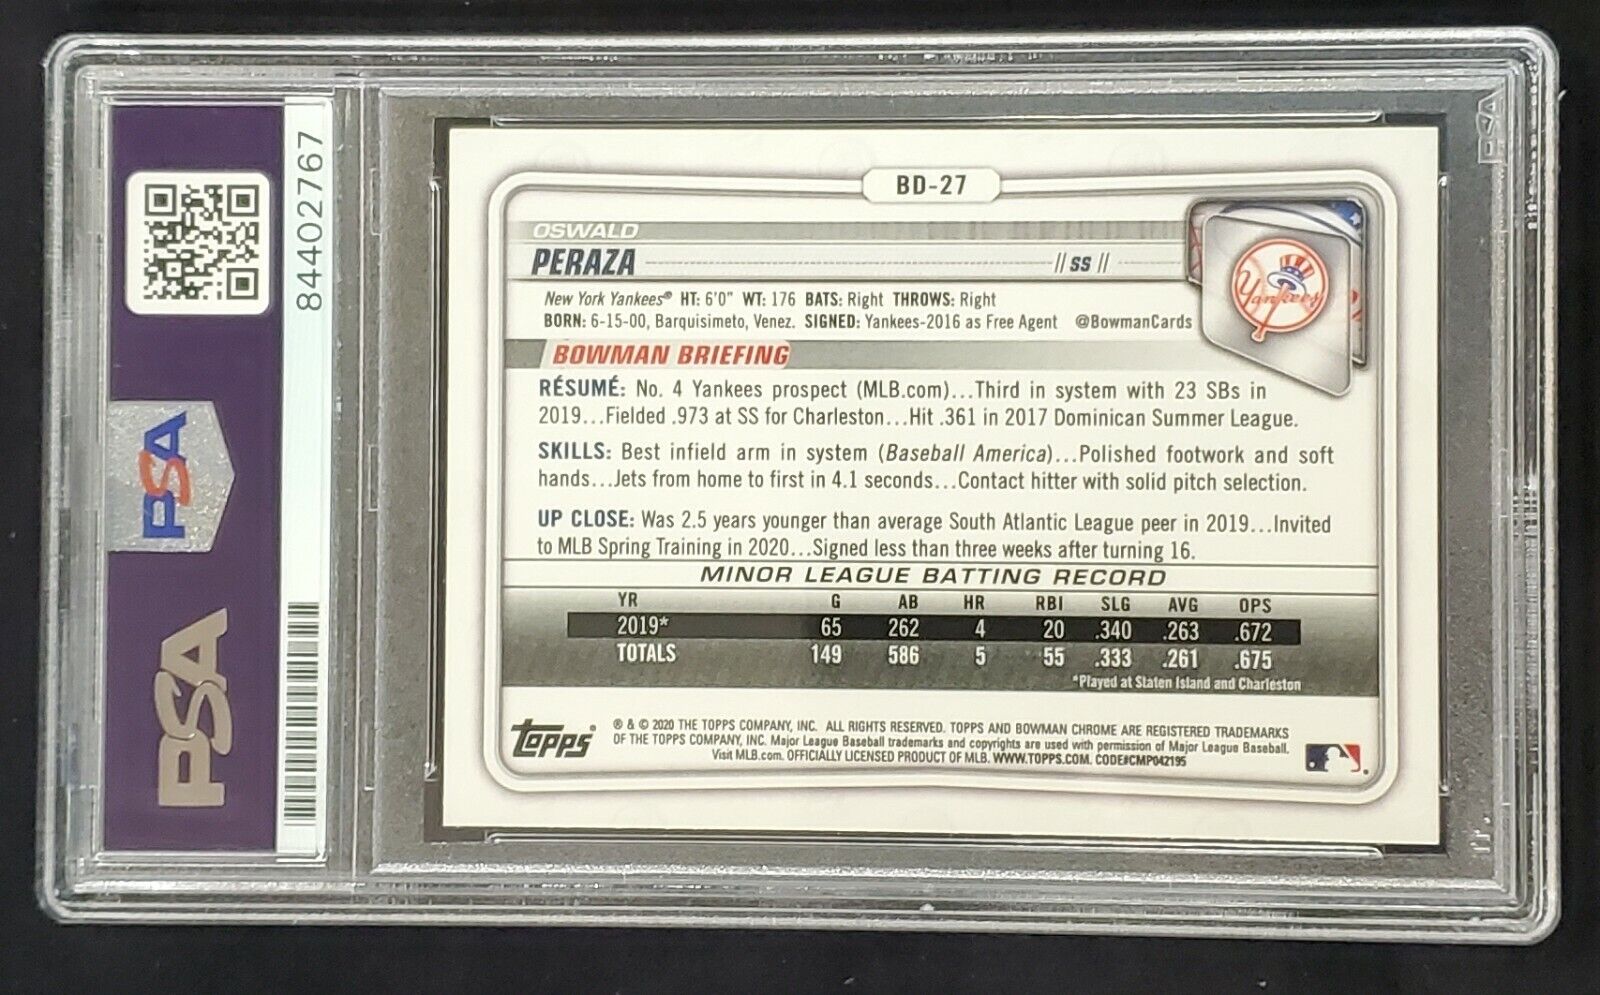 84402767
PSA
PSA
PSA
BD-27
OSWALD
PERAZA // SS //
Yankees
New York Yankees® HT: 6'0" WT: 176 BATS: Right THROWS: Right
BORN: 6-15-00, Barquisimeto, Venez. SIGNED: Yankees-2016 as Free Agent @BowmanCards
BOWMAN BRIEFING
RÉSUMÉ: No. 4 Yankees prospect (MLB.com)...Third in system with 23 SBs in
2019...Fielded .973 at SS for Charleston...Hit .361 in 2017 Dominican Summer League.
SKILLS: Best infield arm in system (Baseball America)...Polished footwork and soft
hands...Jets from home to first in 4.1 seconds...Contact hitter with solid pitch selection.
UP CLOSE: Was 2.5 years younger than average South Atlantic League peer in 2019...Invited
to MLB Spring Training in 2020...Signed less than three weeks after turning 16.
MINOR LEAGUE BATTING RECORD
YR G AB HR RBI SLG AVG OPS
2019* 65 262 4 20 .340 .263 .672
TOTALS 149 586 5 55 .333 .261 .675
*Played at Staten Island and Charleston
Topps®
® & © 2020 THE TOPPS COMPANY, INC. ALL RIGHTS RESERVED. TOPPS AND BOWMAN CHROME ARE REGISTERED TRADEMARKS
OF THE TOPPS COMPANY, INC. Major League Baseball trademarks and copyrights are used with permission of Major League Baseball.
Visit MLB.com. OFFICIALLY LICENSED PRODUCT OF MLB. WWW.TOPPS.COM. CODE#CMP042195